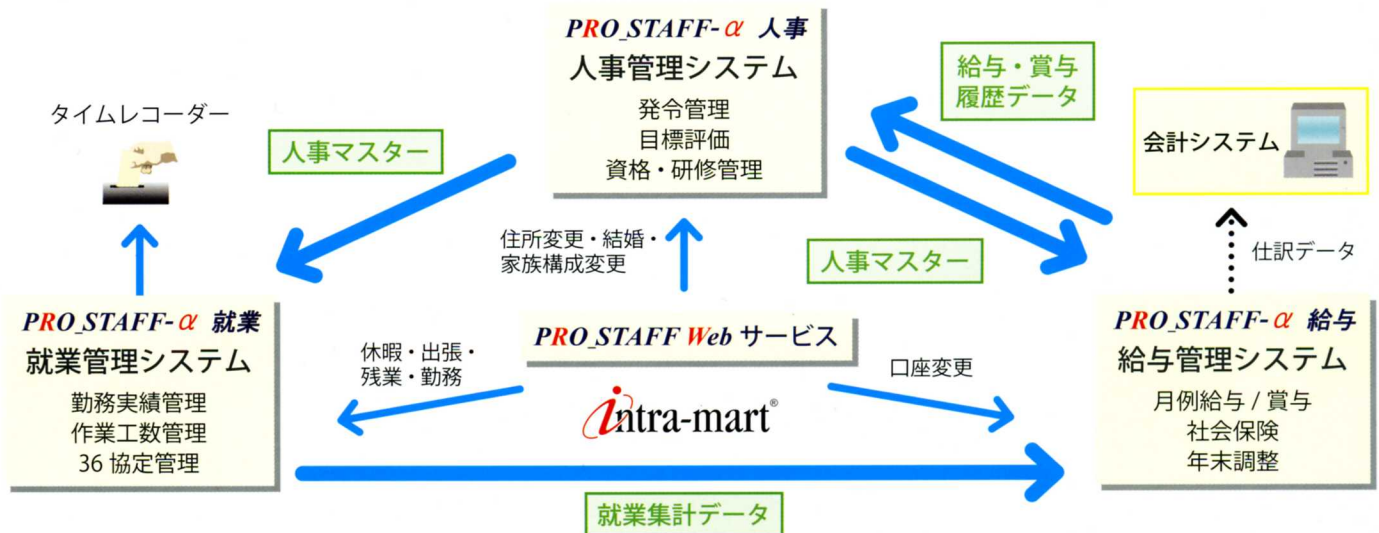 PRO_STAFF-α 人事
人事管理システム
発令管理
目標評価
資格・研修管理
給与・賞与
履歴データ
タイムレコーダー
人事マスター
会計システム
住所変更・結婚・
家族構成変更
人事マスター
仕訳データ
PRO_STAFF-α 就業
就業管理システム
勤務実績管理
作業工数管理
36 協定管理
休暇・出張・
残業・勤務
PRO_STAFF Web サービス
intra-mart®
口座変更
PRO_STAFF-α 給与
給与管理システム
月例給与 / 賞与
社会保険
年末調整
就業集計データ